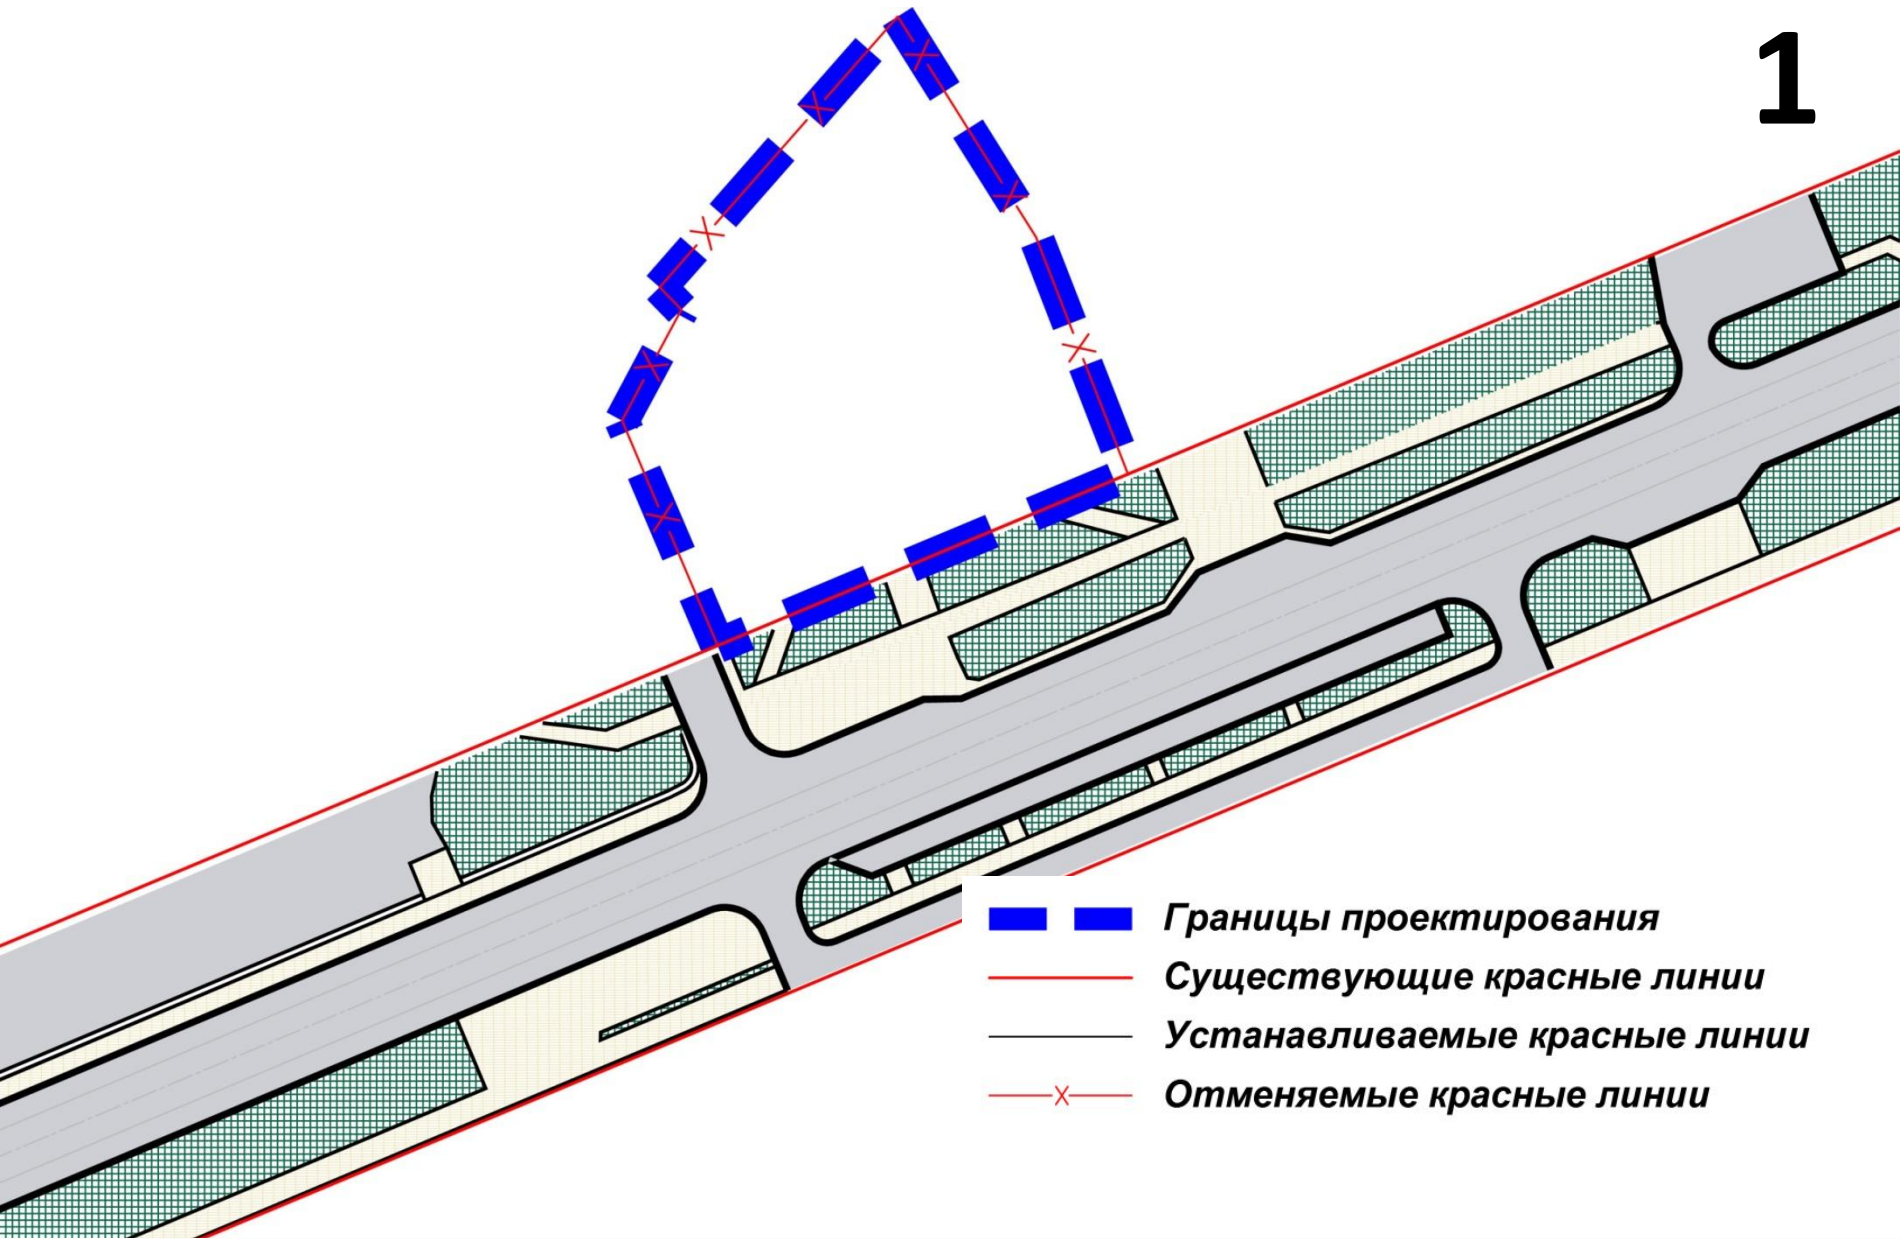 1
Границы проектирования
Существующие красные линии
Устанавливаемые красные линии
Отменяемые красные линии